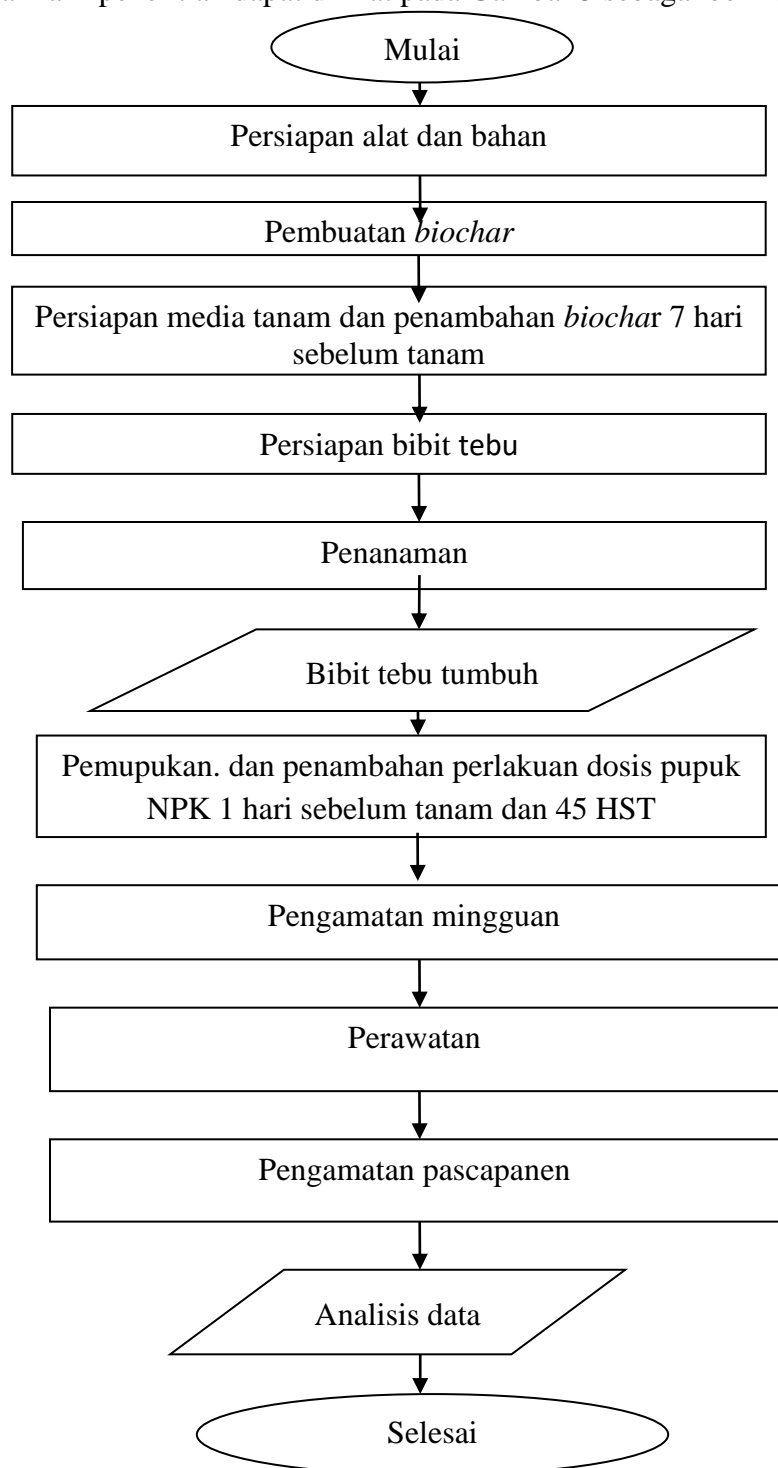 Mulai
Persiapan alat dan bahan
Pembuatan biochar
Persiapan media tanam dan penambahan biochar 7 hari
sebelum tanam
Persiapan bibit tebu
Penanaman
Bibit tebu tumbuh
Pemupukan. dan penambahan perlakuan dosis pupuk
NPK 1 hari sebelum tanam dan 45 HST
Pengamatan mingguan
Perawatan
Pengamatan pascapanen
Analisis data
Selesai